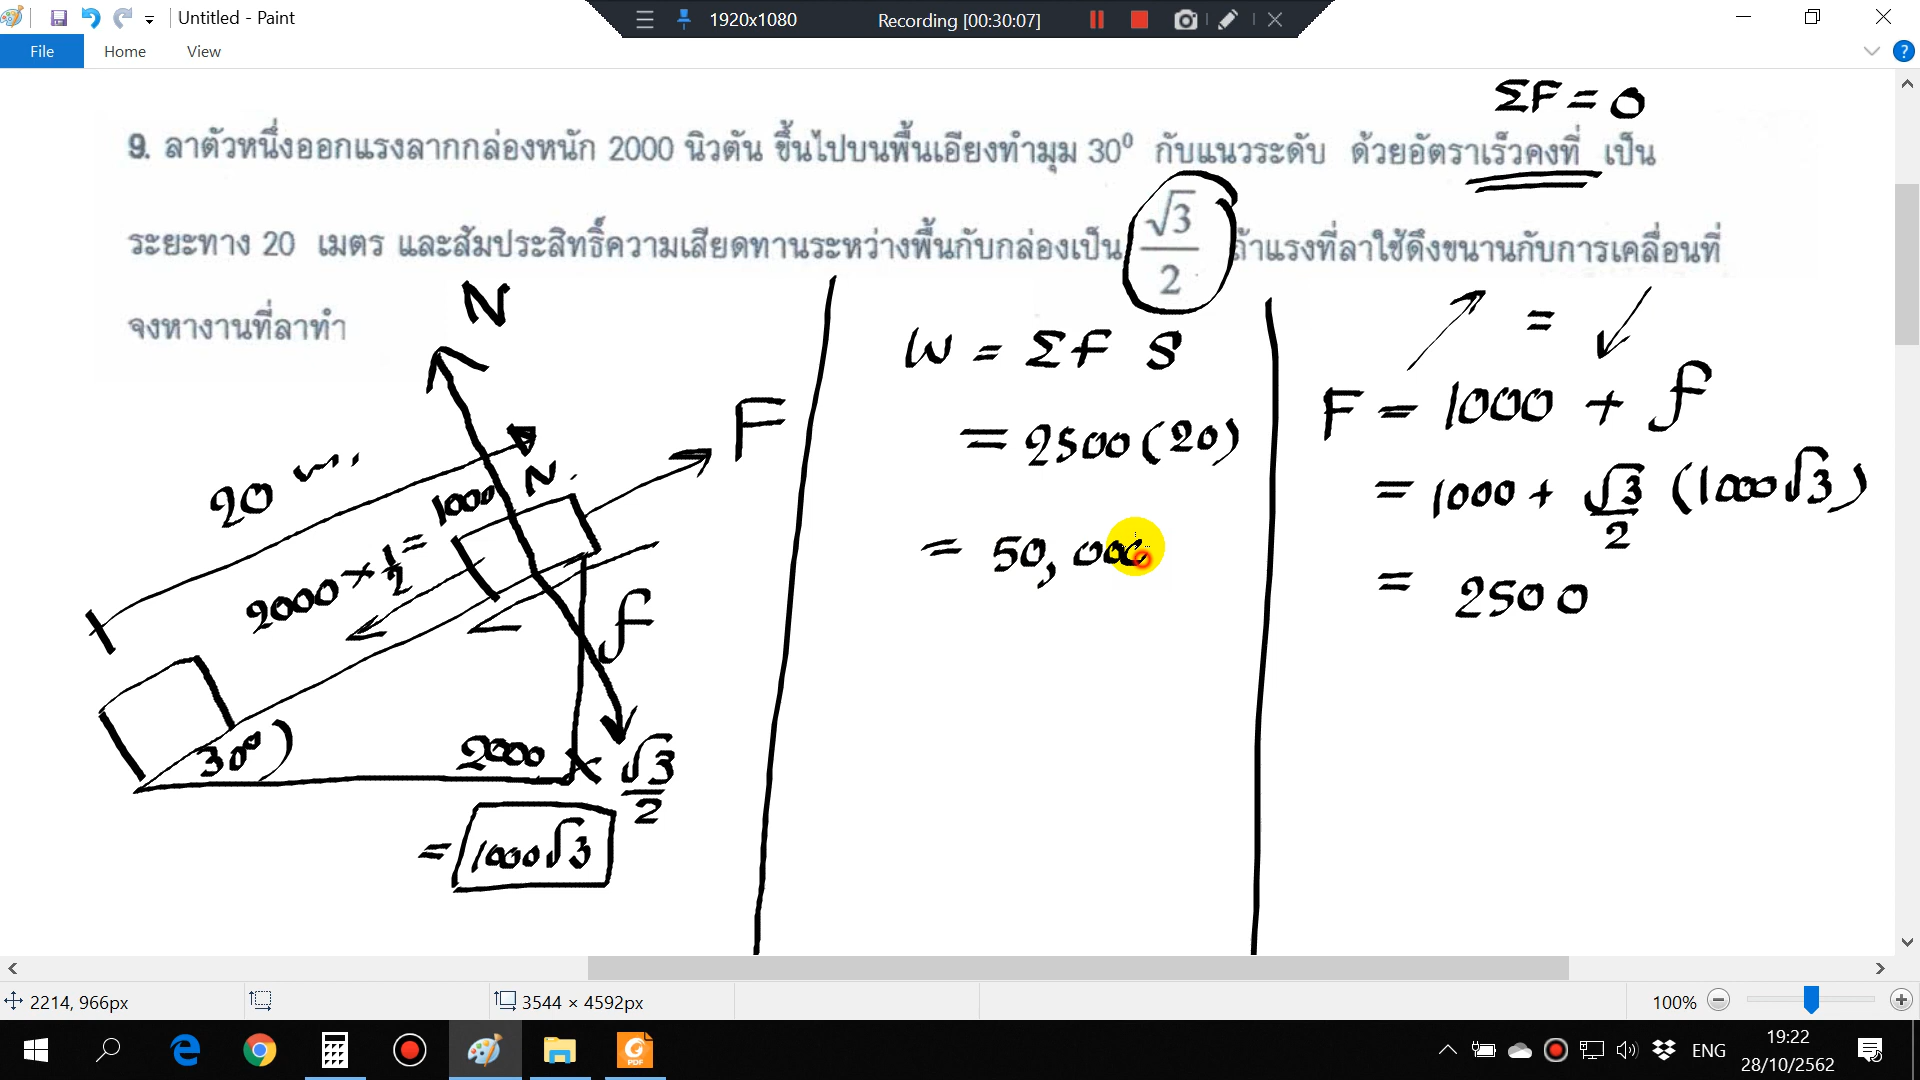 Untitled - Paint
1920x1080
Recording [00:30:07]
File Home View
ΣF = 0
9. ลาตัวหนึ่งออกแรงลากกล่องหนัก 2000 นิวตัน ขึ้นไปบนพื้นเอียงทำมุม 30⁰ กับแนวระดับ ด้วยอัตราเร็วคงที่ เป็น
ระยะทาง 20 เมตร และสัมประสิทธิ์ความเสียดทานระหว่างพื้นกับกล่องเป็น √3/2 ถ้าแรงที่ลาใช้ดึงขนานกับการเคลื่อนที่
จงหางานที่ลาทำ
N
F
20 m.
2000 × 1/2 = 1000 N.
f
30°
2000 × √3/2
= 1000√3
W = ΣF S
= 2500(20)
= 50,000
=
F = 1000 + f
= 1000 + √3/2 (1000√3)
= 2500
2214, 966px
3544 × 4592px
100%
PDF
ENG
19:22
28/10/2562